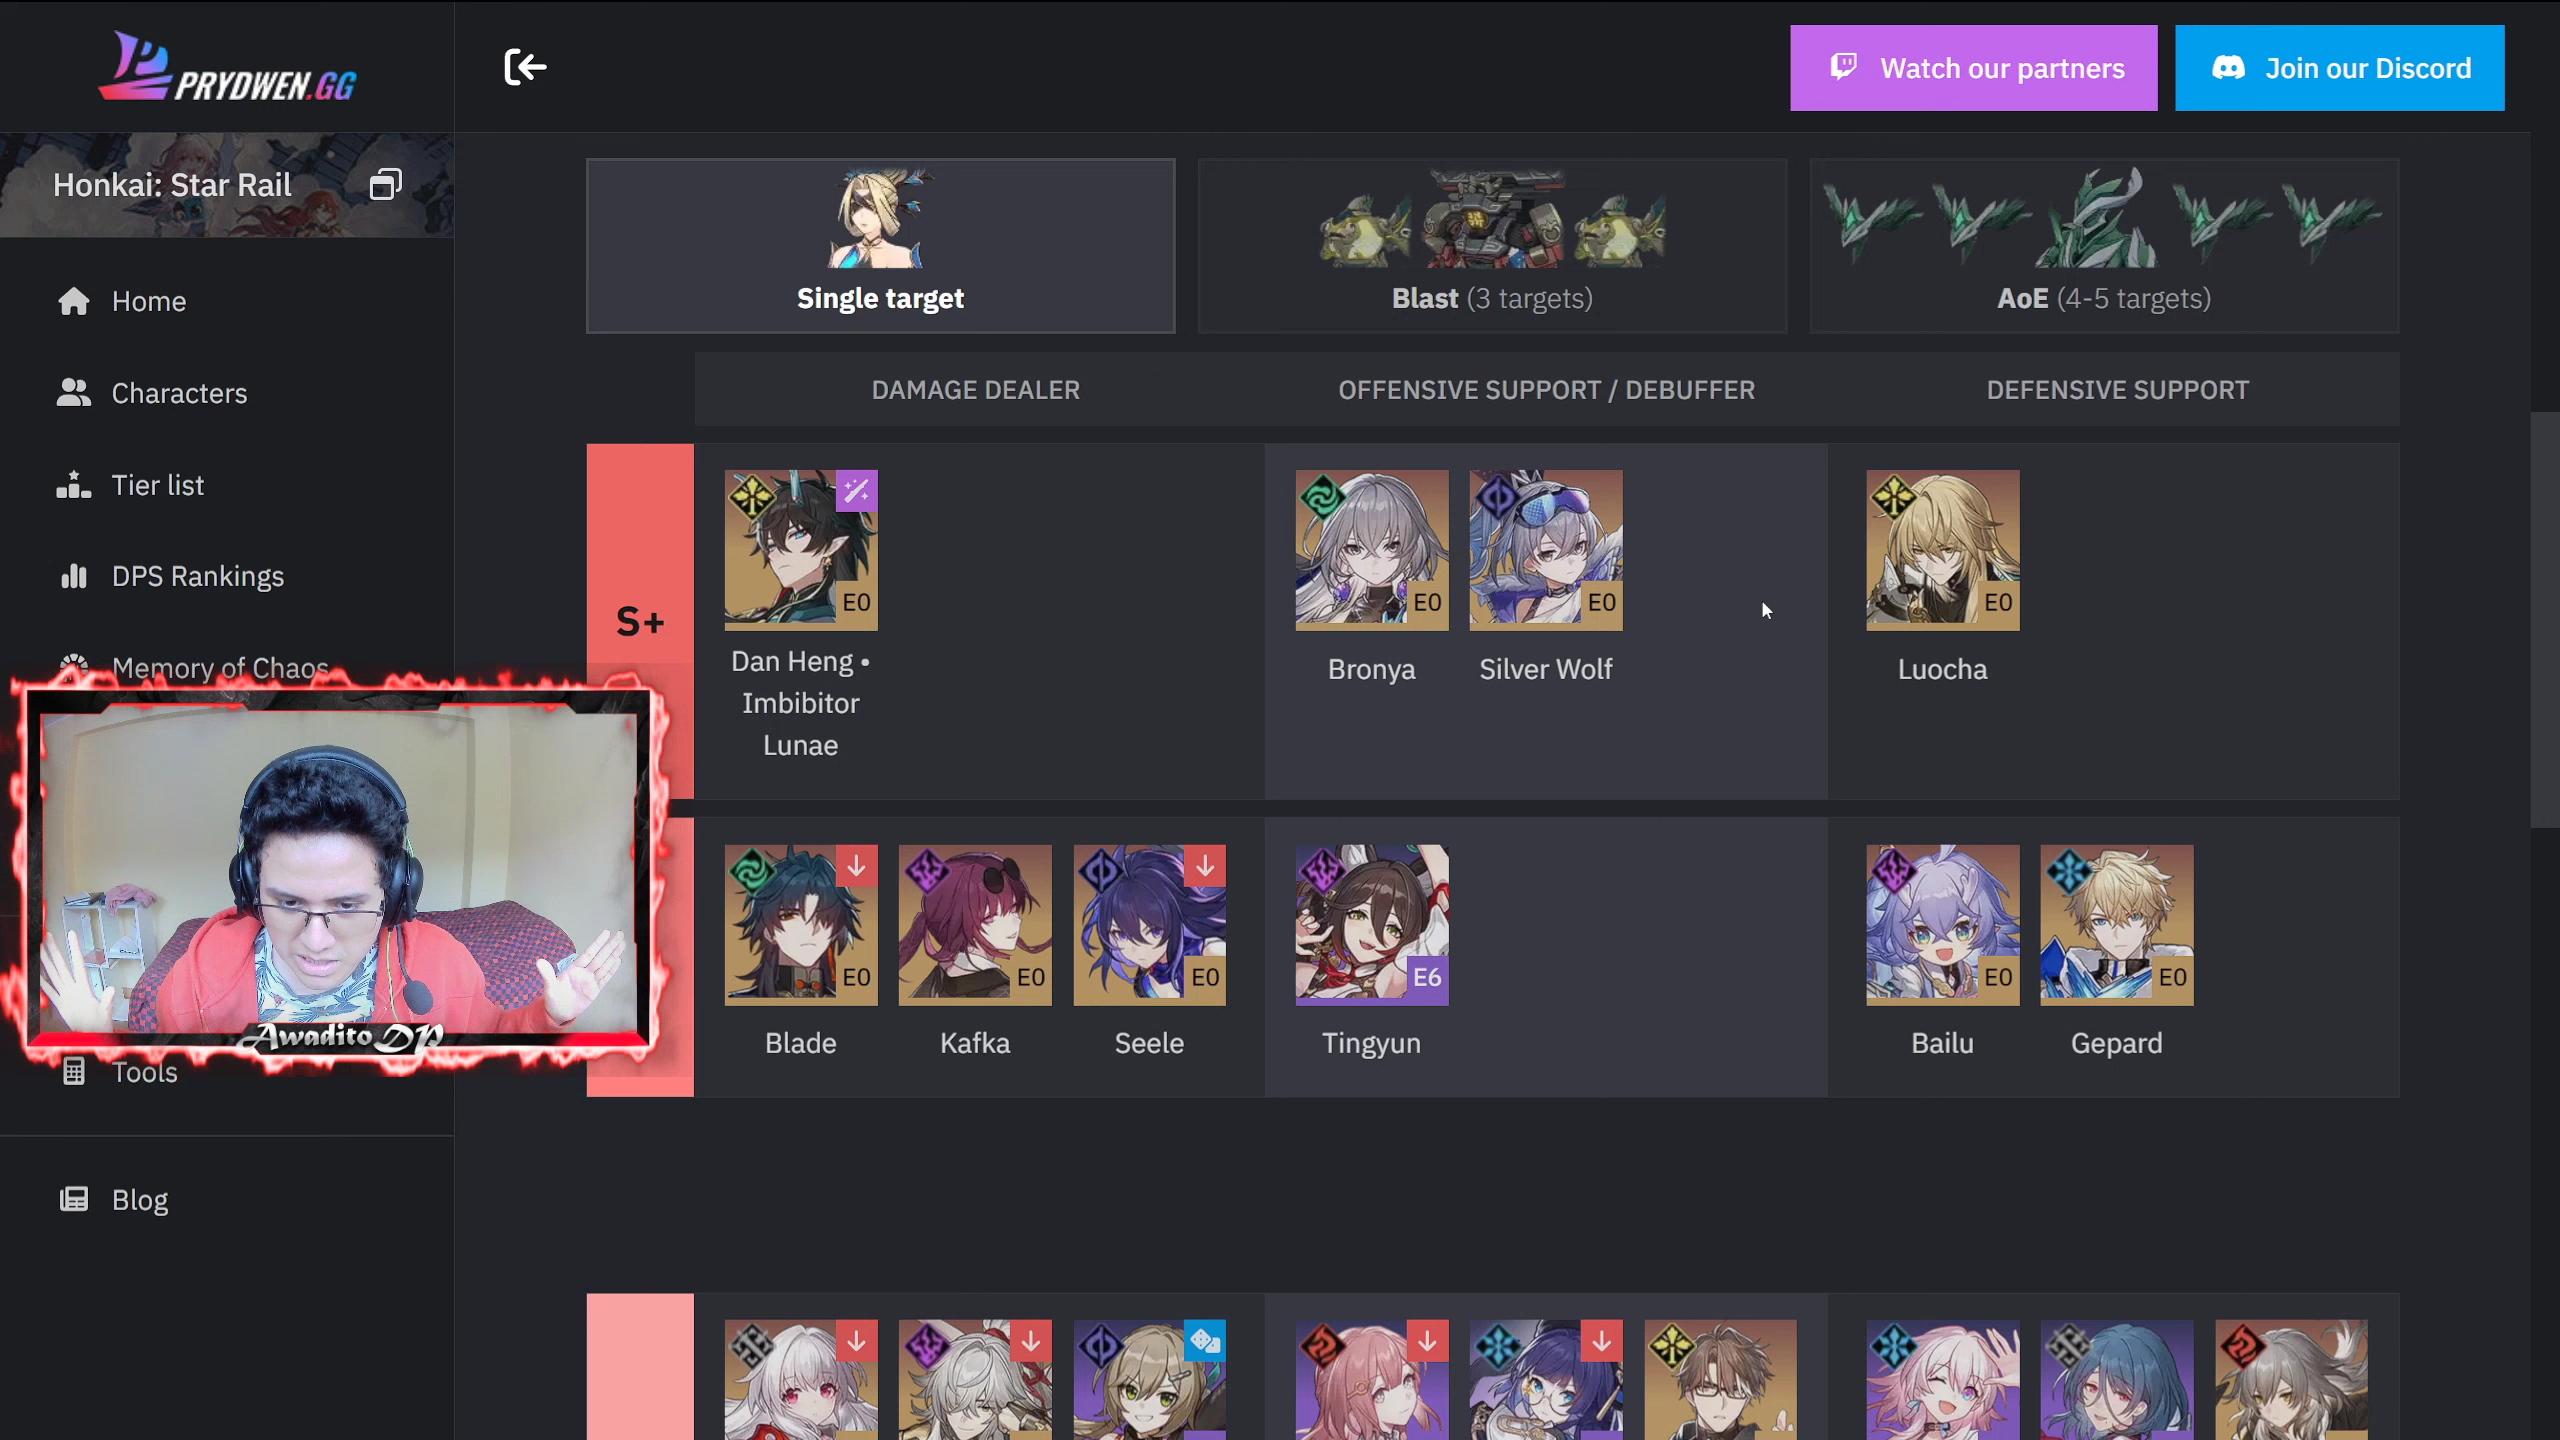 PRYDWEN.GG
Watch our partners
Join our Discord
Honkai: Star Rail
Home
Characters
Tier list
DPS Rankings
Memory of Chaos
Tools
Blog
Single target
Blast (3 targets)
AoE (4-5 targets)
DAMAGE DEALER
OFFENSIVE SUPPORT / DEBUFFER
DEFENSIVE SUPPORT
S+
E0
Dan Heng •
Imbibitor
Lunae
E0
Bronya
E0
Silver Wolf
E0
Luocha
E0
Blade
E0
Kafka
E0
Seele
E6
Tingyun
E0
Bailu
E0
Gepard
Awadito DP